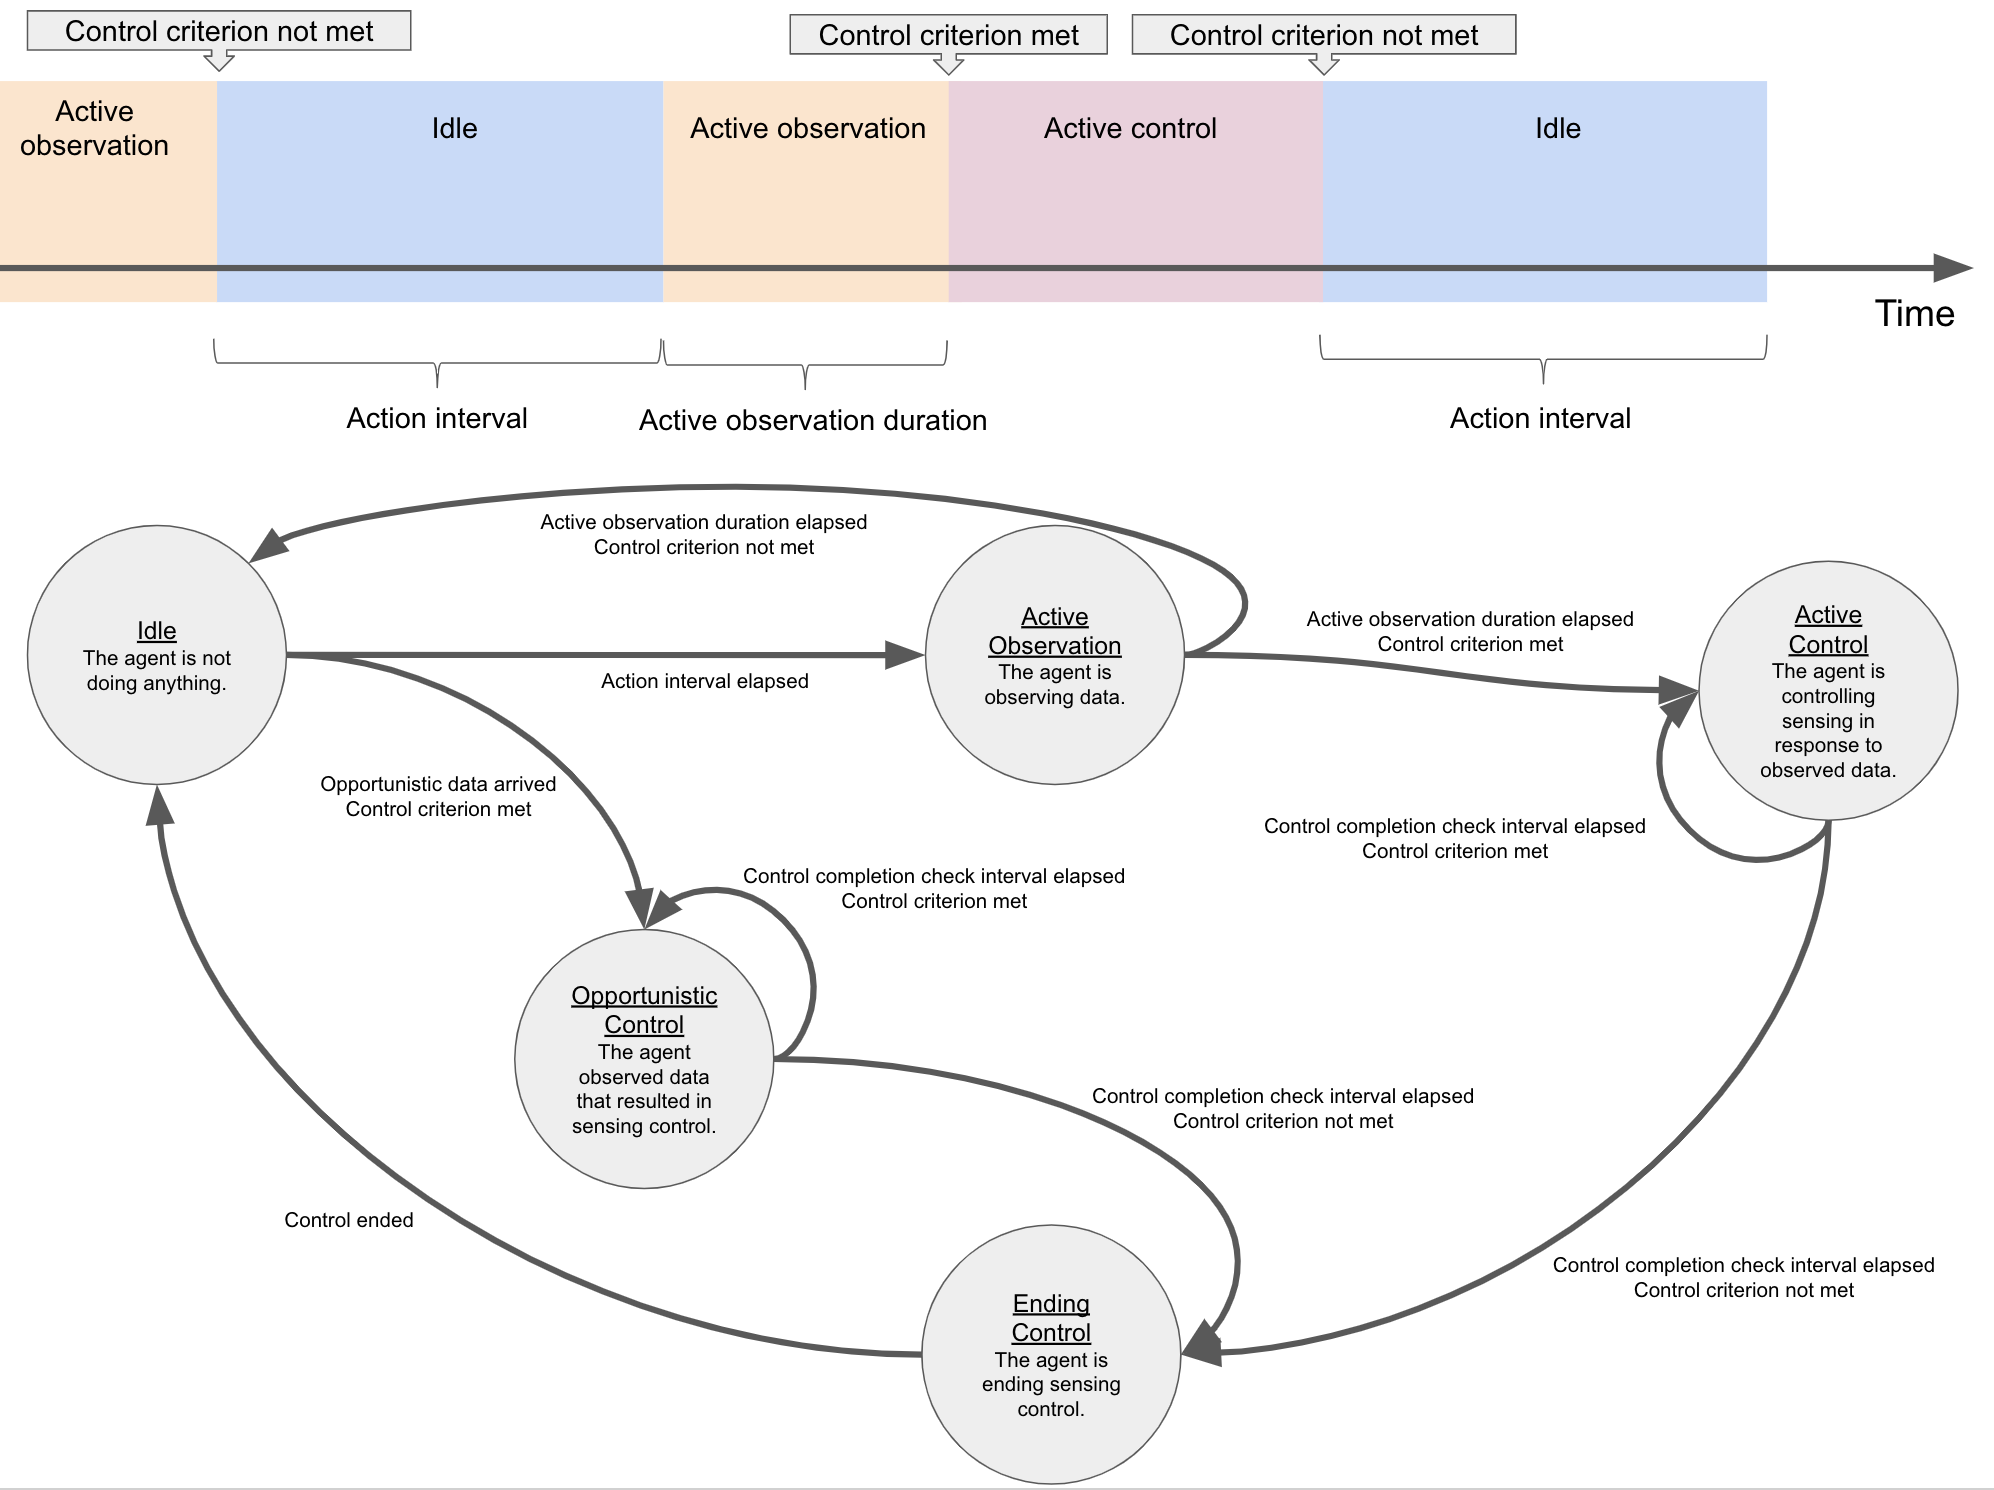 Control criterion not met
Control criterion met
Control criterion not met
Active
observation
Idle
Active observation
Active control
Idle
Time
Action interval
Active observation duration
Action interval
Active observation duration elapsed
Control criterion not met
Idle
The agent is not
doing anything.
Action interval elapsed
Active
Observation
The agent is
observing data.
Active observation duration elapsed
Control criterion met
Active
Control
The agent is
controlling
sensing in
response to
observed data.
Opportunistic data arrived
Control criterion met
Control completion check interval elapsed
Control criterion met
Control completion check interval elapsed
Control criterion met
Opportunistic
Control
The agent
observed data
that resulted in
sensing control.
Control completion check interval elapsed
Control criterion not met
Control ended
Control completion check interval elapsed
Control criterion not met
Ending
Control
The agent is
ending sensing
control.